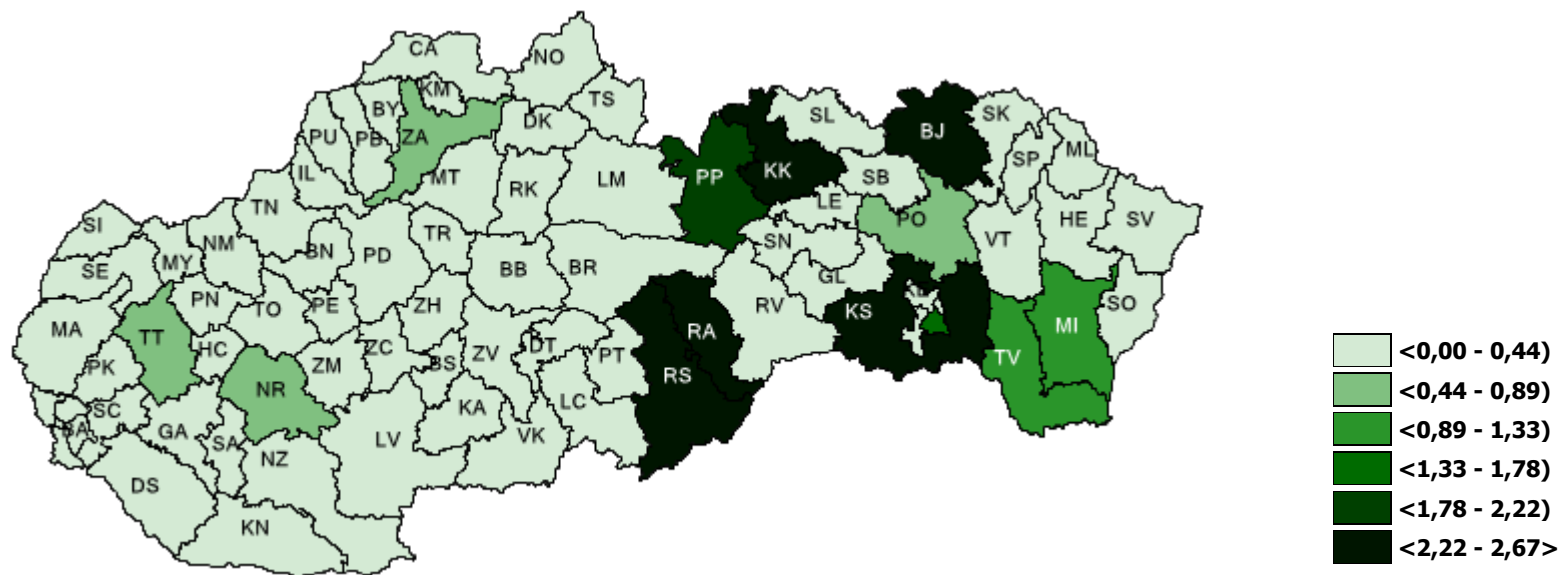 CA
NO
KM
TS
BY
DK
PU
PB
ZA
SL
BJ
SK
SP
ML
IL
MT
RK
LM
PP
KK
SB
LE
TN
SI
NM
TR
PO
VT
HE
SV
SE
MY
BN
PD
BB
BR
SN
GL
PN
TO
PE
ZH
RV
KS
SO
MA
TT
HC
ZM
ZC
BS
ZV
DT
PT
RA
RS
TV
MI
PK
NR
SC
BA
GA
SA
NZ
LV
KA
VK
LC
DS
KN
<0,00 - 0,44)
<0,44 - 0,89)
<0,89 - 1,33)
<1,33 - 1,78)
<1,78 - 2,22)
<2,22 - 2,67>